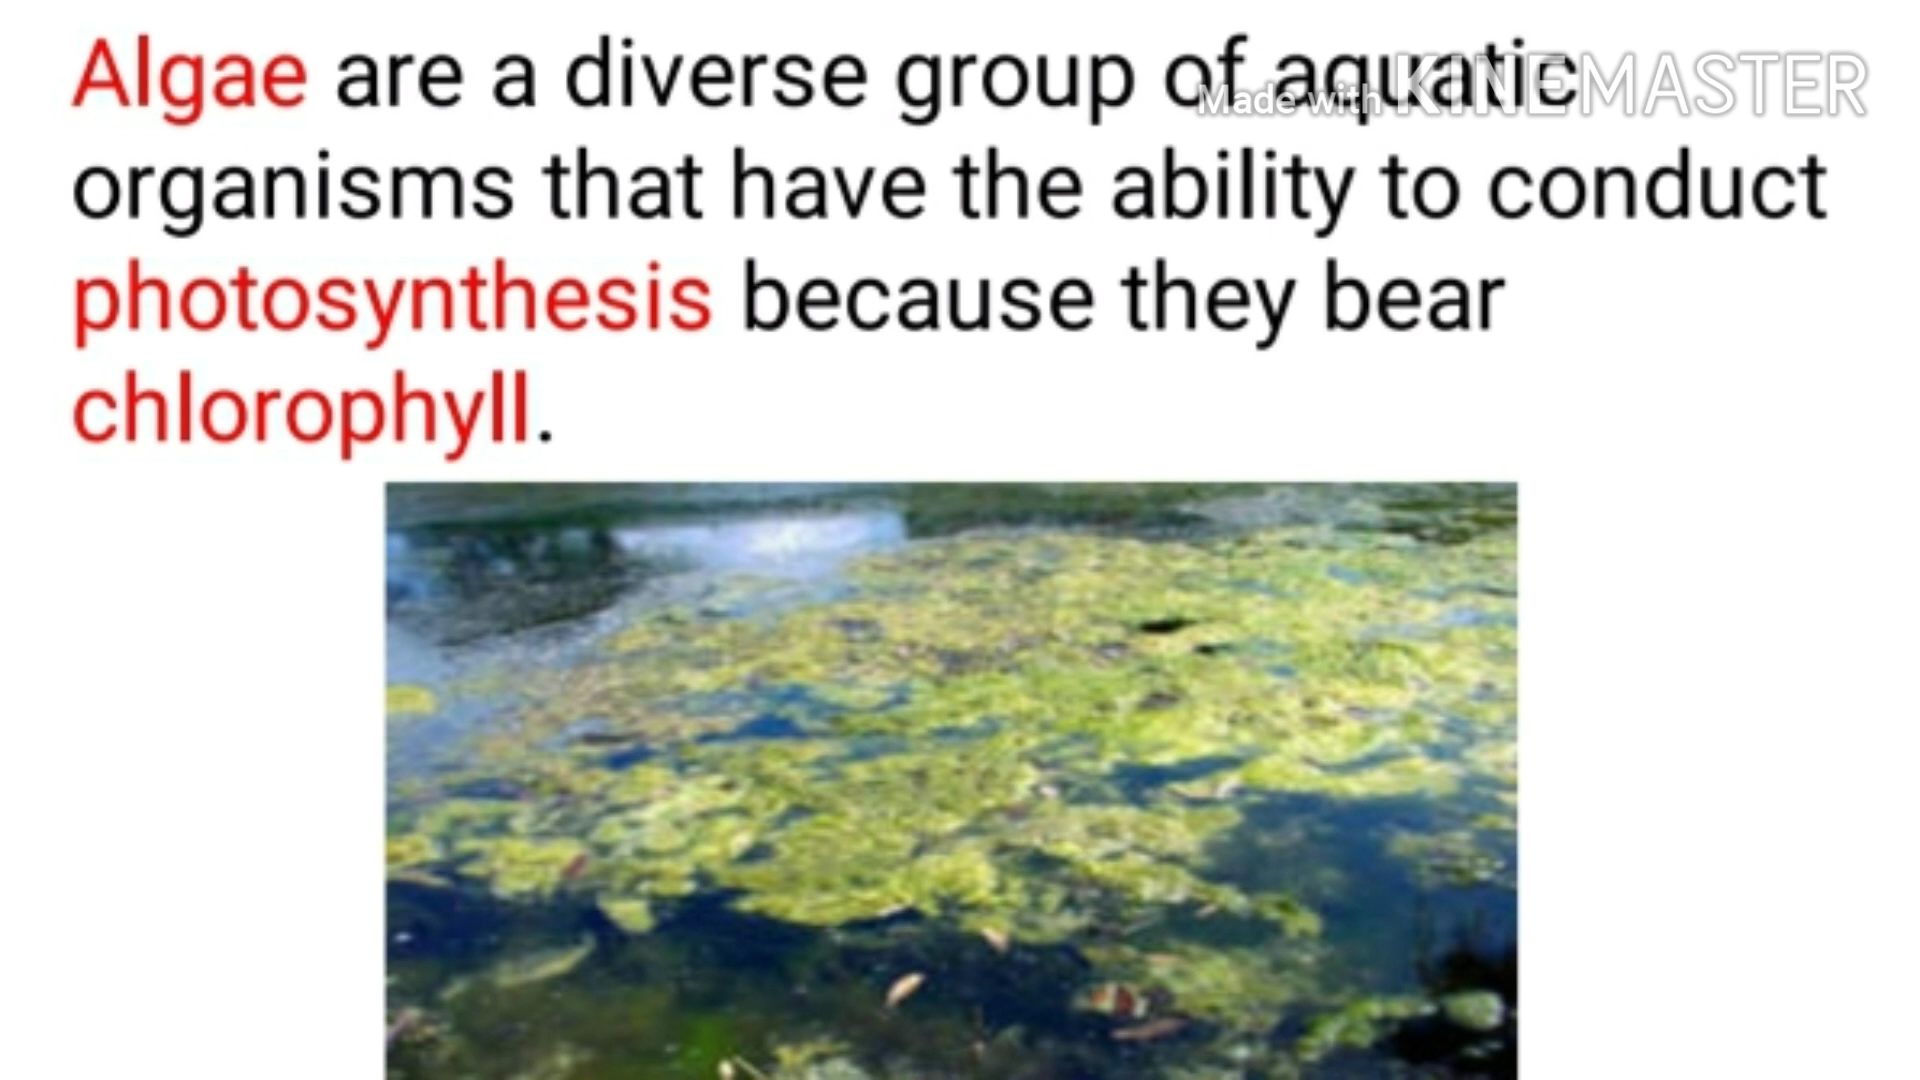 Algae are a diverse group of aquatic
Made with KINEMASTER
organisms that have the ability to conduct
photosynthesis because they bear
chlorophyll.